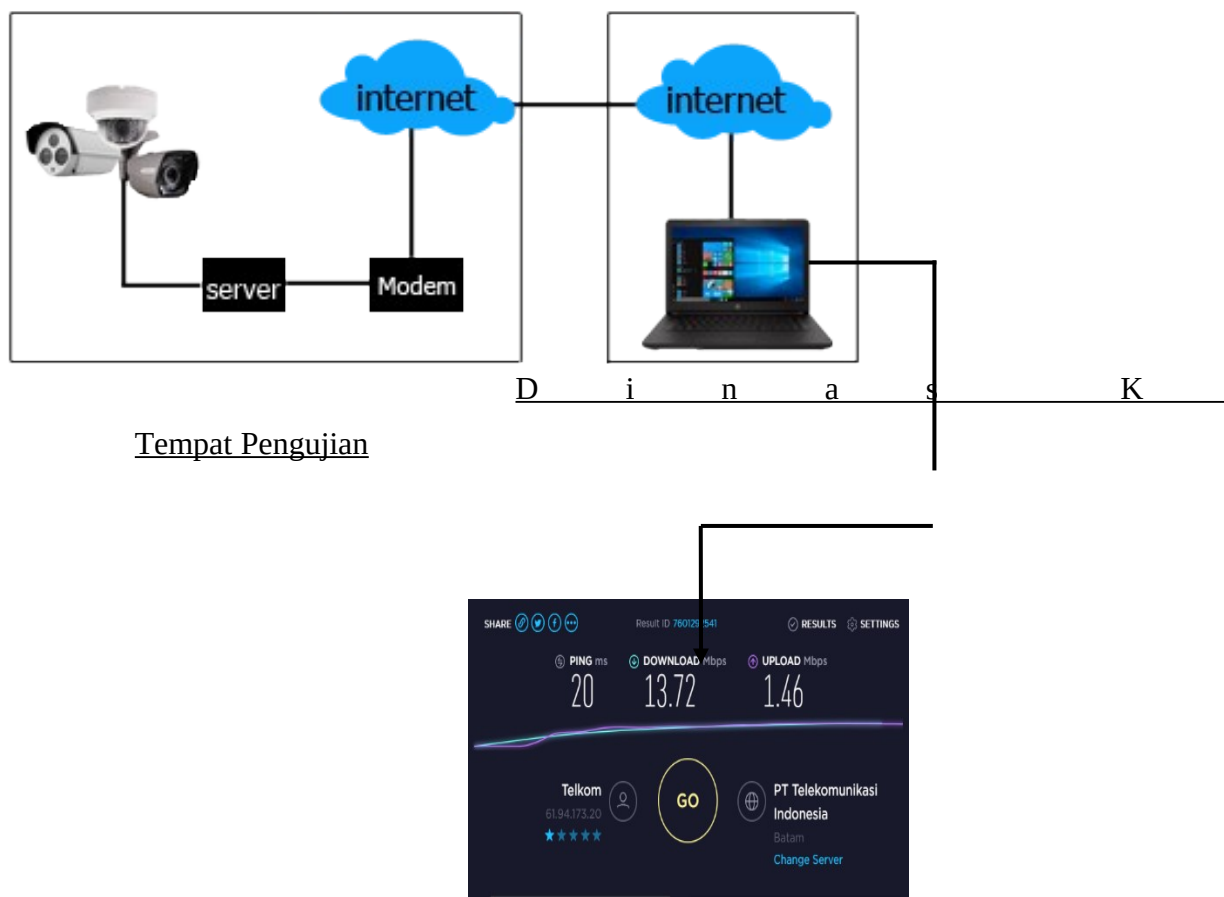 internet internet
server Modem
D i n a s K
Tempat Pengujian
SHARE Result ID 7601292541 RESULTS SETTINGS
PING ms DOWNLOAD Mbps UPLOAD Mbps
20 13.72 1.46
Telkom
61.94.173.20
GO
PT Telekomunikasi
Indonesia
Batam
Change Server